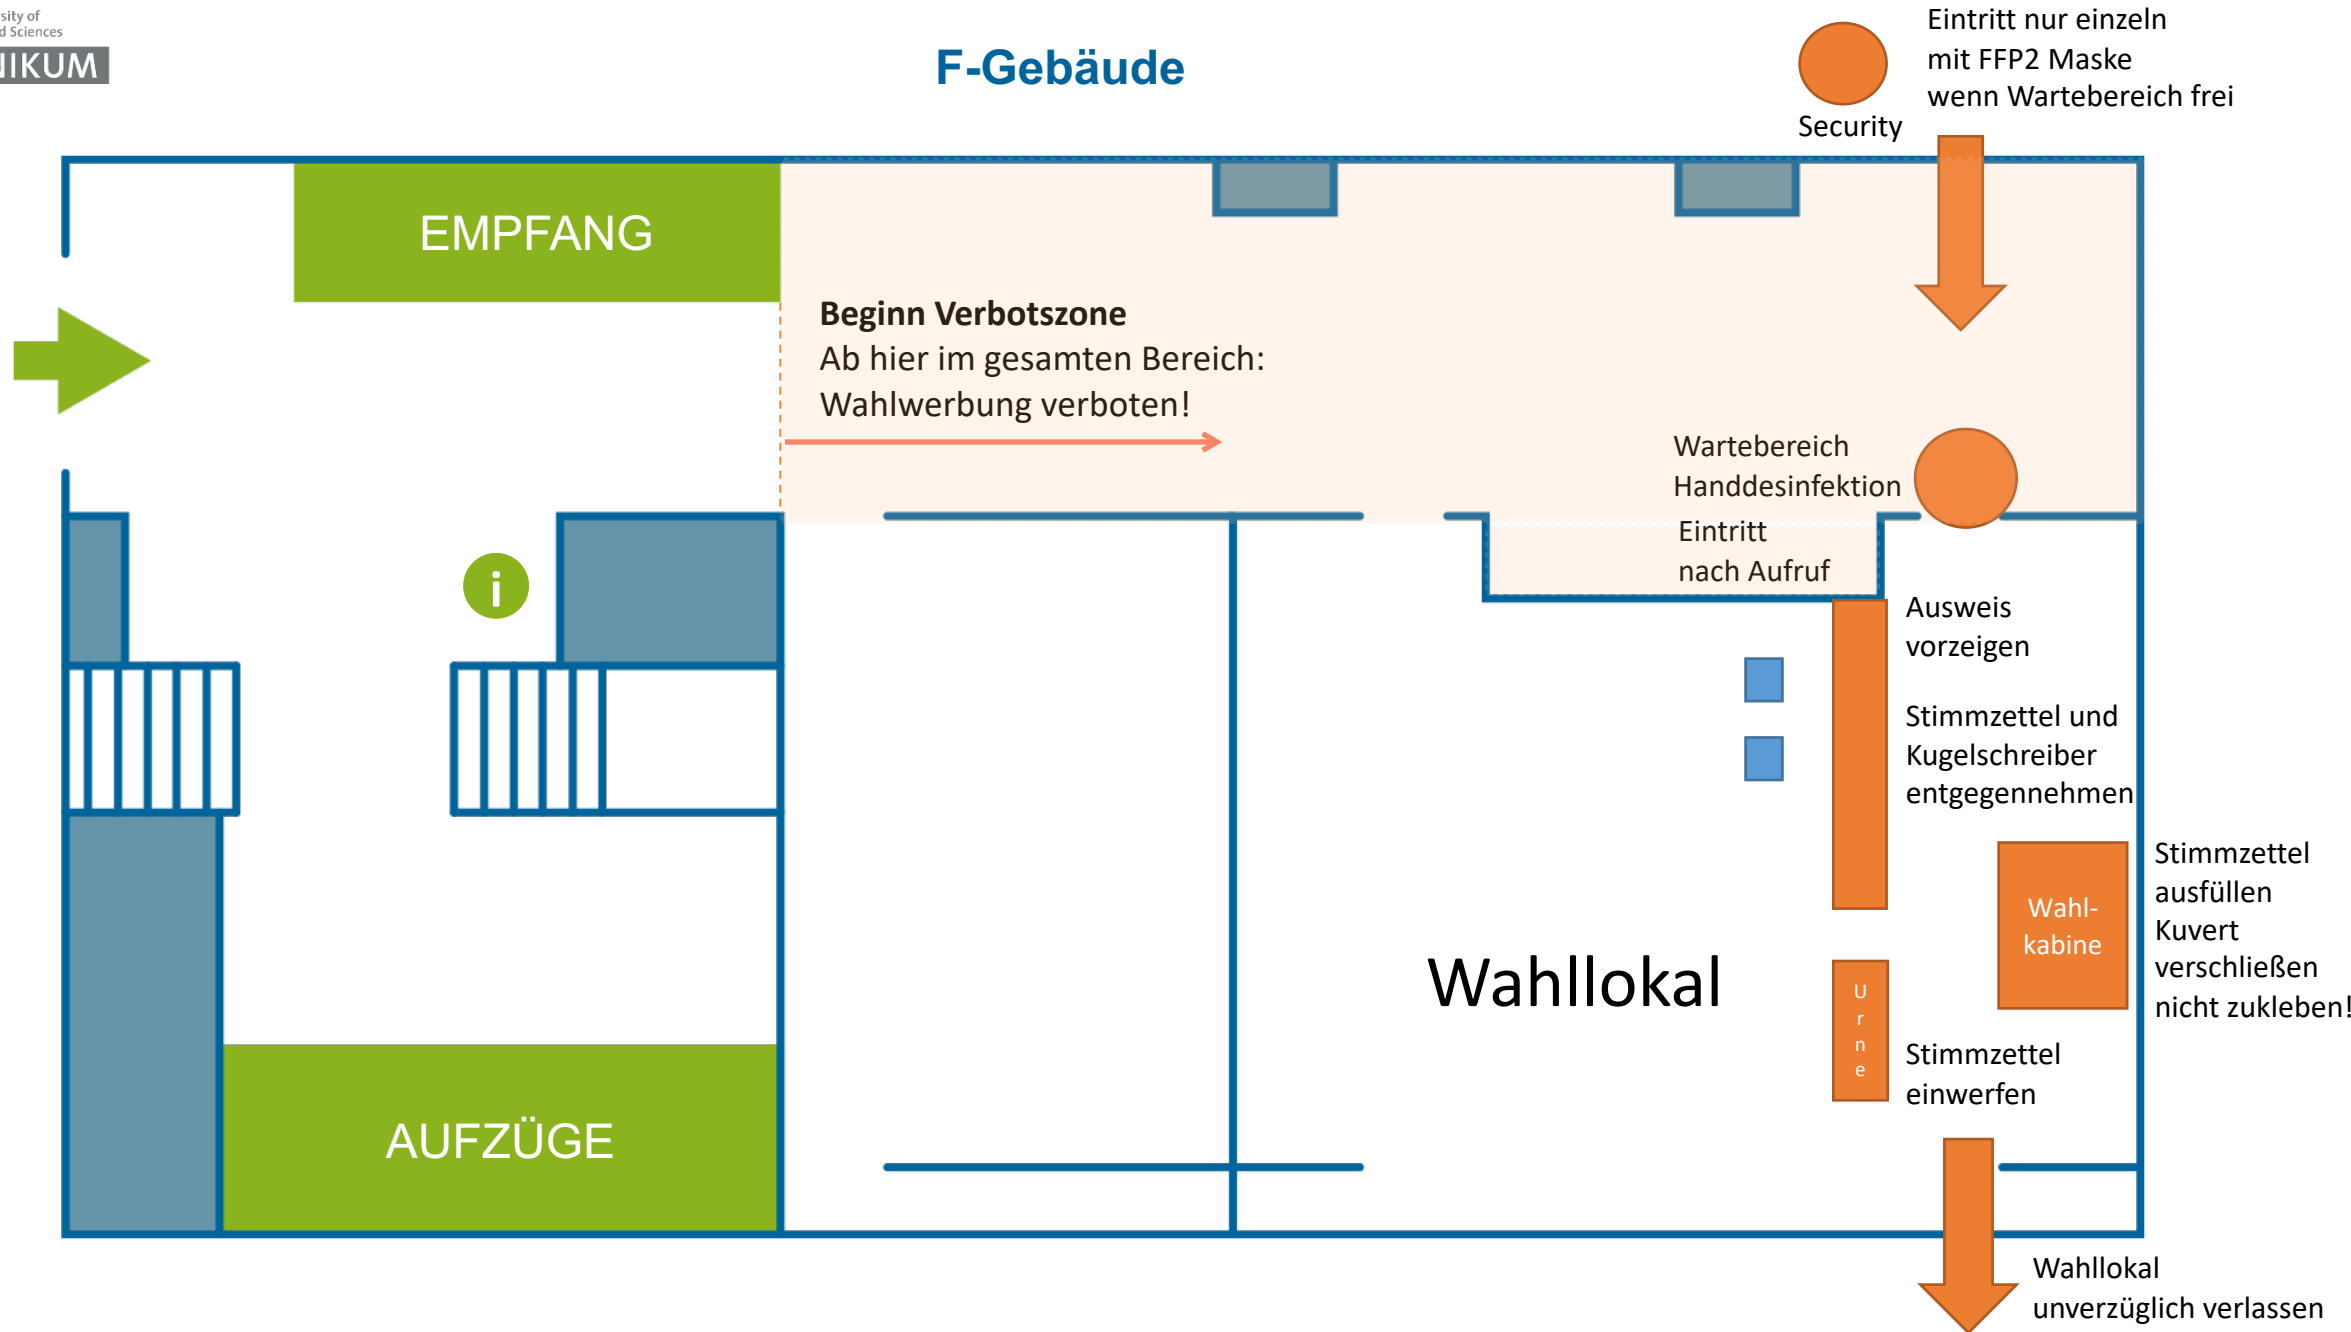 sity of
d Sciences
NIKUM
F-Gebäude
Eintritt nur einzeln
mit FFP2 Maske
wenn Wartebereich frei
Security
EMPFANG
Beginn Verbotszone
Ab hier im gesamten Bereich:
Wahlwerbung verboten!
Wartebereich
Handdesinfektion
Eintritt
nach Aufruf
i
Ausweis
vorzeigen
Stimmzettel und
Kugelschreiber
entgegennehmen
Wahl-
kabine
Stimmzettel
ausfüllen
Kuvert
verschließen
nicht zukleben!
Wahllokal
U
r
n
e
Stimmzettel
einwerfen
AUFZÜGE
Wahllokal
unverzüglich verlassen